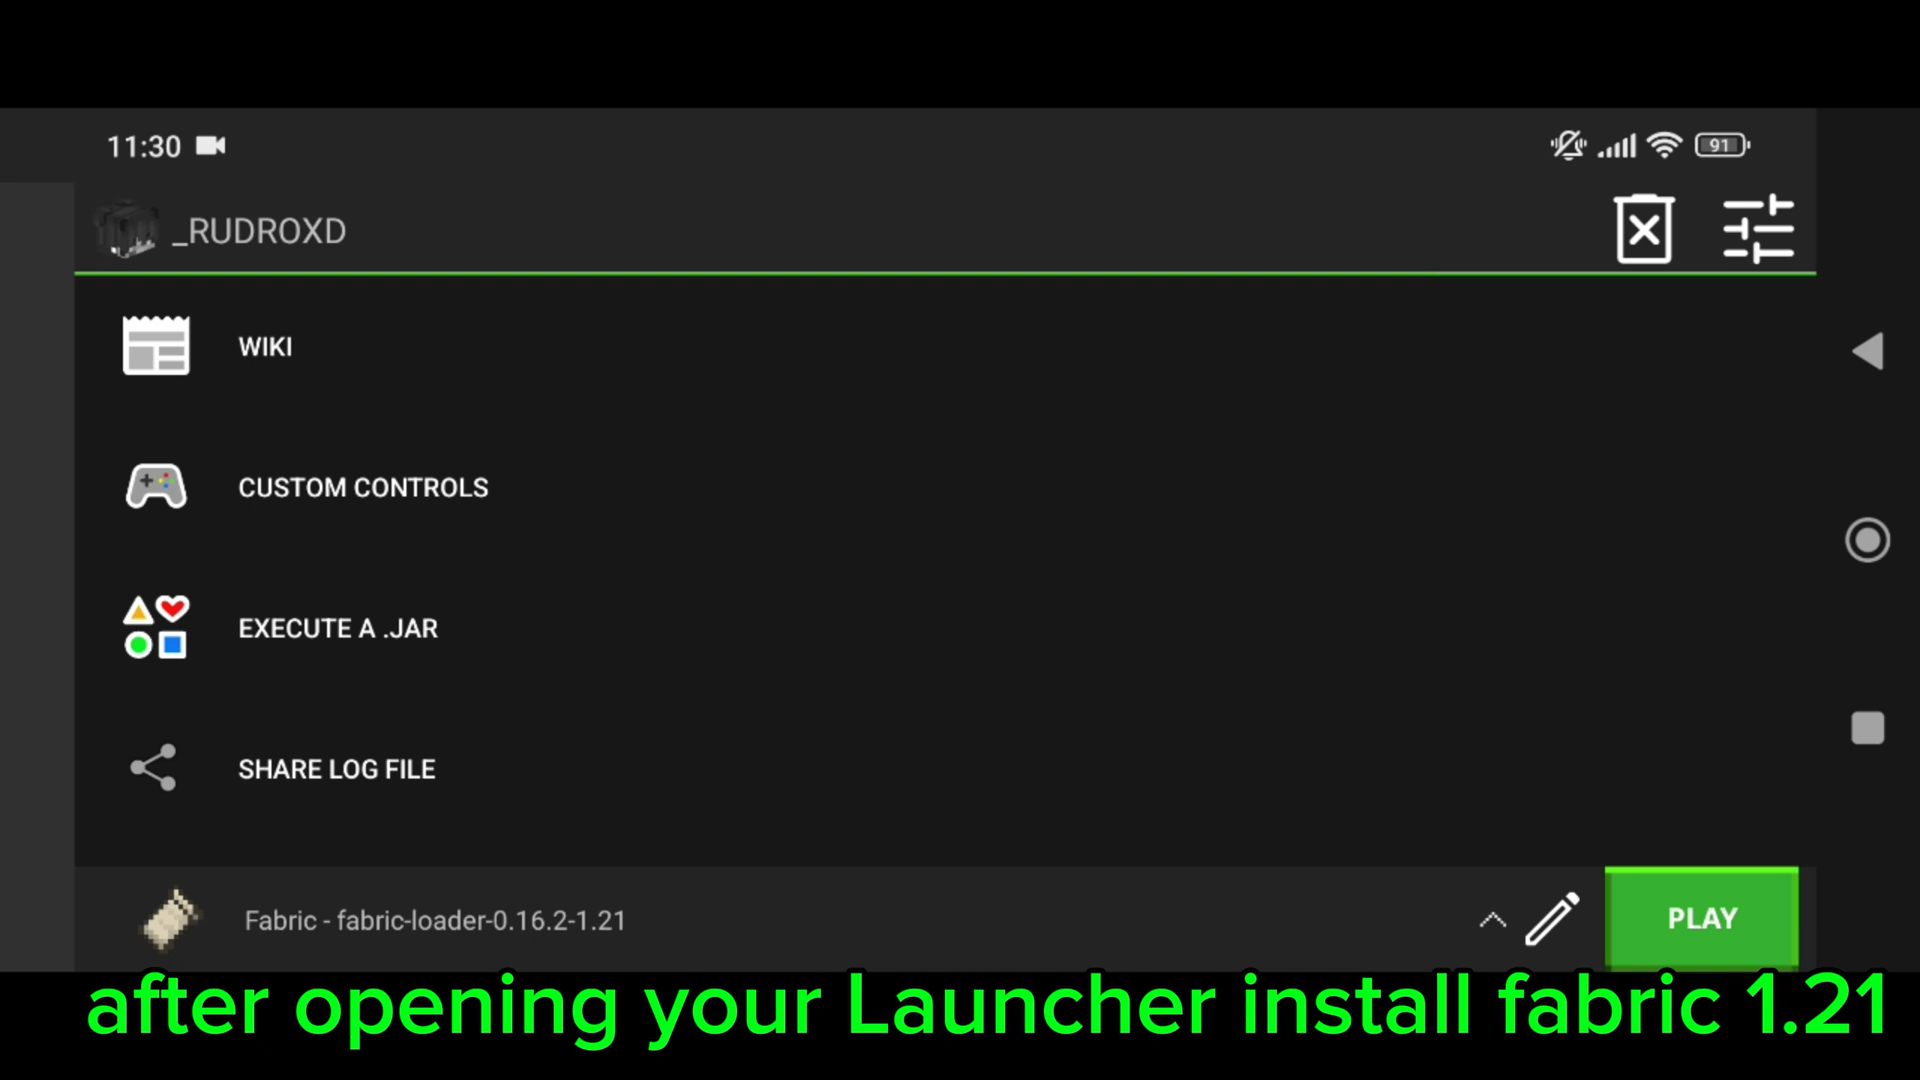 11:30
91
_RUDROXD
WIKI
CUSTOM CONTROLS
EXECUTE A .JAR
SHARE LOG FILE
Fabric - fabric-loader-0.16.2-1.21
PLAY
after opening your Launcher install fabric 1.21